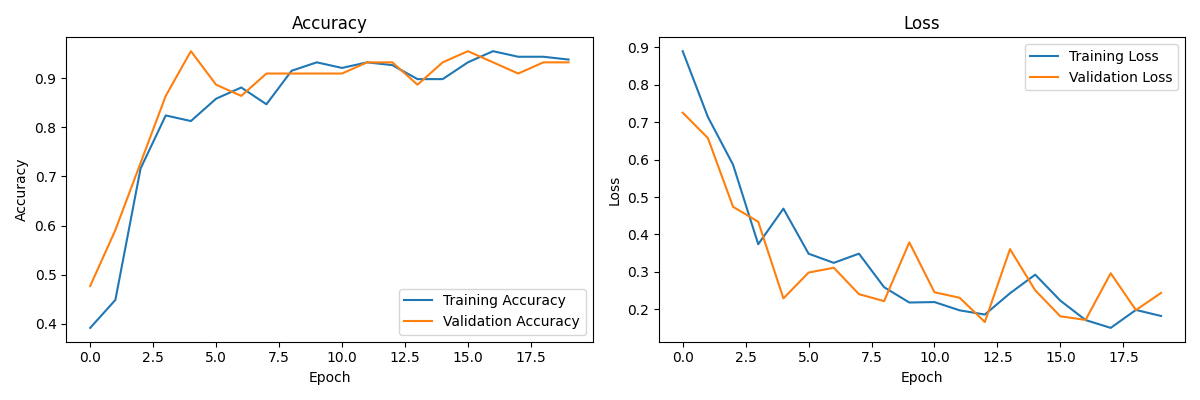 Accuracy
Accuracy
0.9
0.8
0.7
0.6
0.5
0.4
Training Accuracy
Validation Accuracy
0.0 2.5 5.0 7.5 10.0 12.5 15.0 17.5
Epoch
Loss
Loss
0.9
0.8
0.7
0.6
0.5
0.4
0.3
0.2
Training Loss
Validation Loss
0.0 2.5 5.0 7.5 10.0 12.5 15.0 17.5
Epoch